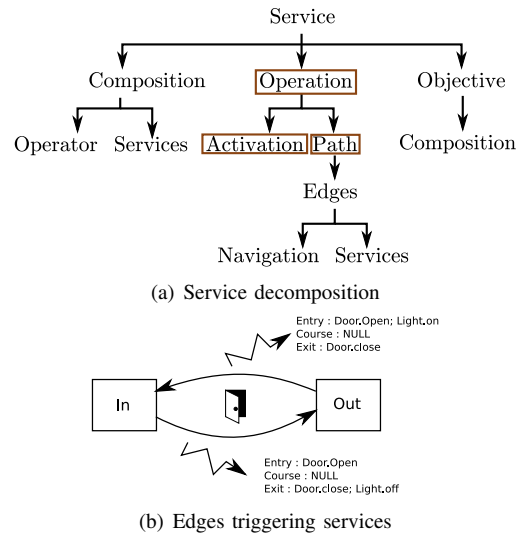 Service
Composition Operation Objective
Operator Services Activation Path Composition
Edges
Navigation Services
(a) Service decomposition
Entry : Door.Open; Light.on
Course : NULL
Exit : Door.close
In Out
Entry : Door.Open
Course : NULL
Exit : Door.close; Light.off
(b) Edges triggering services